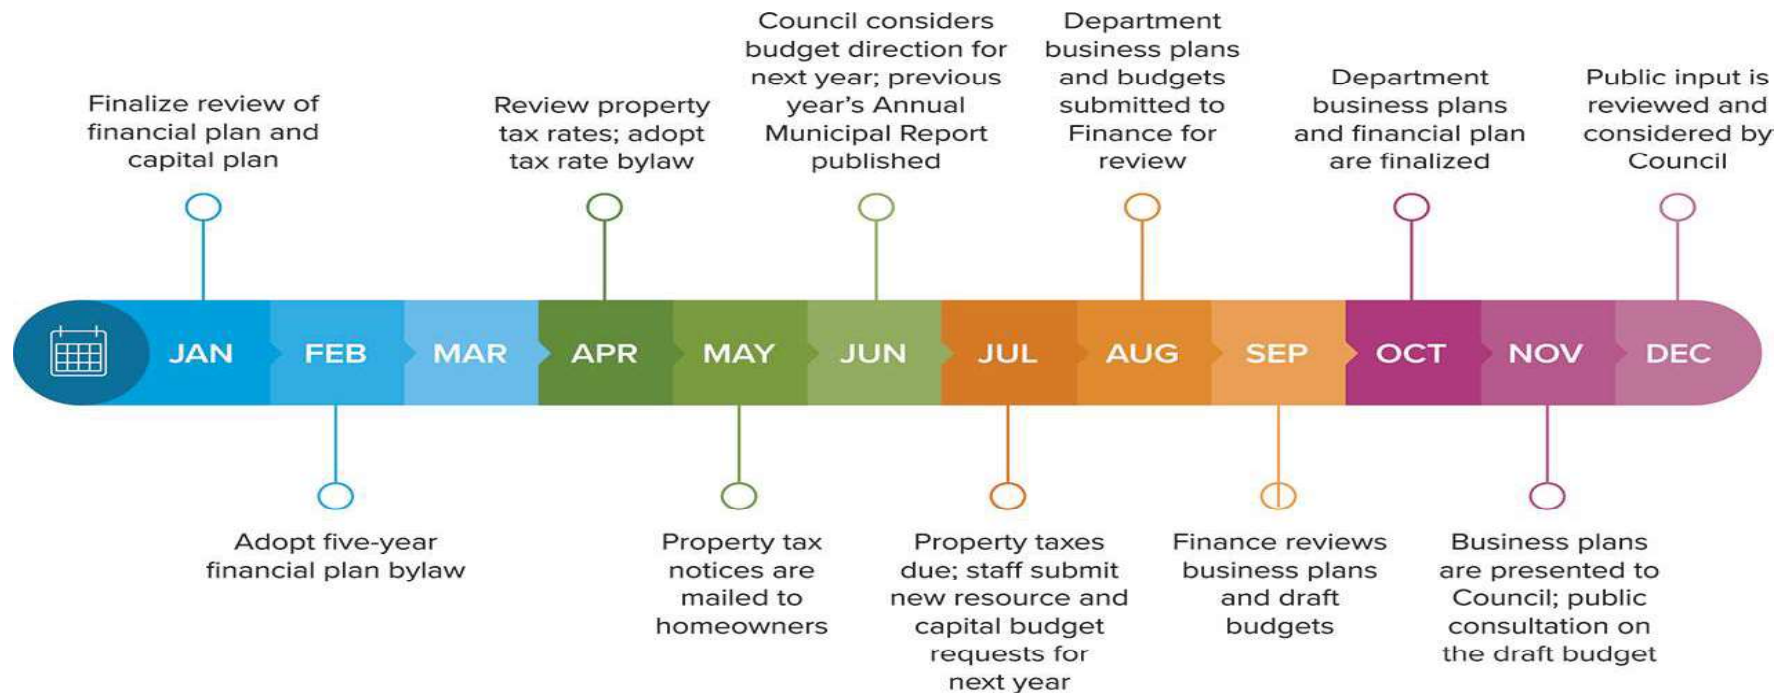 Finalize review of
financial plan and
capital plan
Review property
tax rates; adopt
tax rate bylaw
Council considers
budget direction for
next year; previous
year's Annual
Municipal Report
published
Department
business plans
and budgets
submitted to
Finance for
review
Department
business plans
and financial plan
are finalized
Public input is
reviewed and
considered by
Council
JAN FEB MAR APR MAY JUN JUL AUG SEP OCT NOV DEC
Adopt five-year
financial plan bylaw
Property tax
notices are
mailed to
homeowners
Property taxes
due; staff submit
new resource and
capital budget
requests for
next year
Finance reviews
business plans
and draft
budgets
Business plans
are presented to
Council; public
consultation on
the draft budget